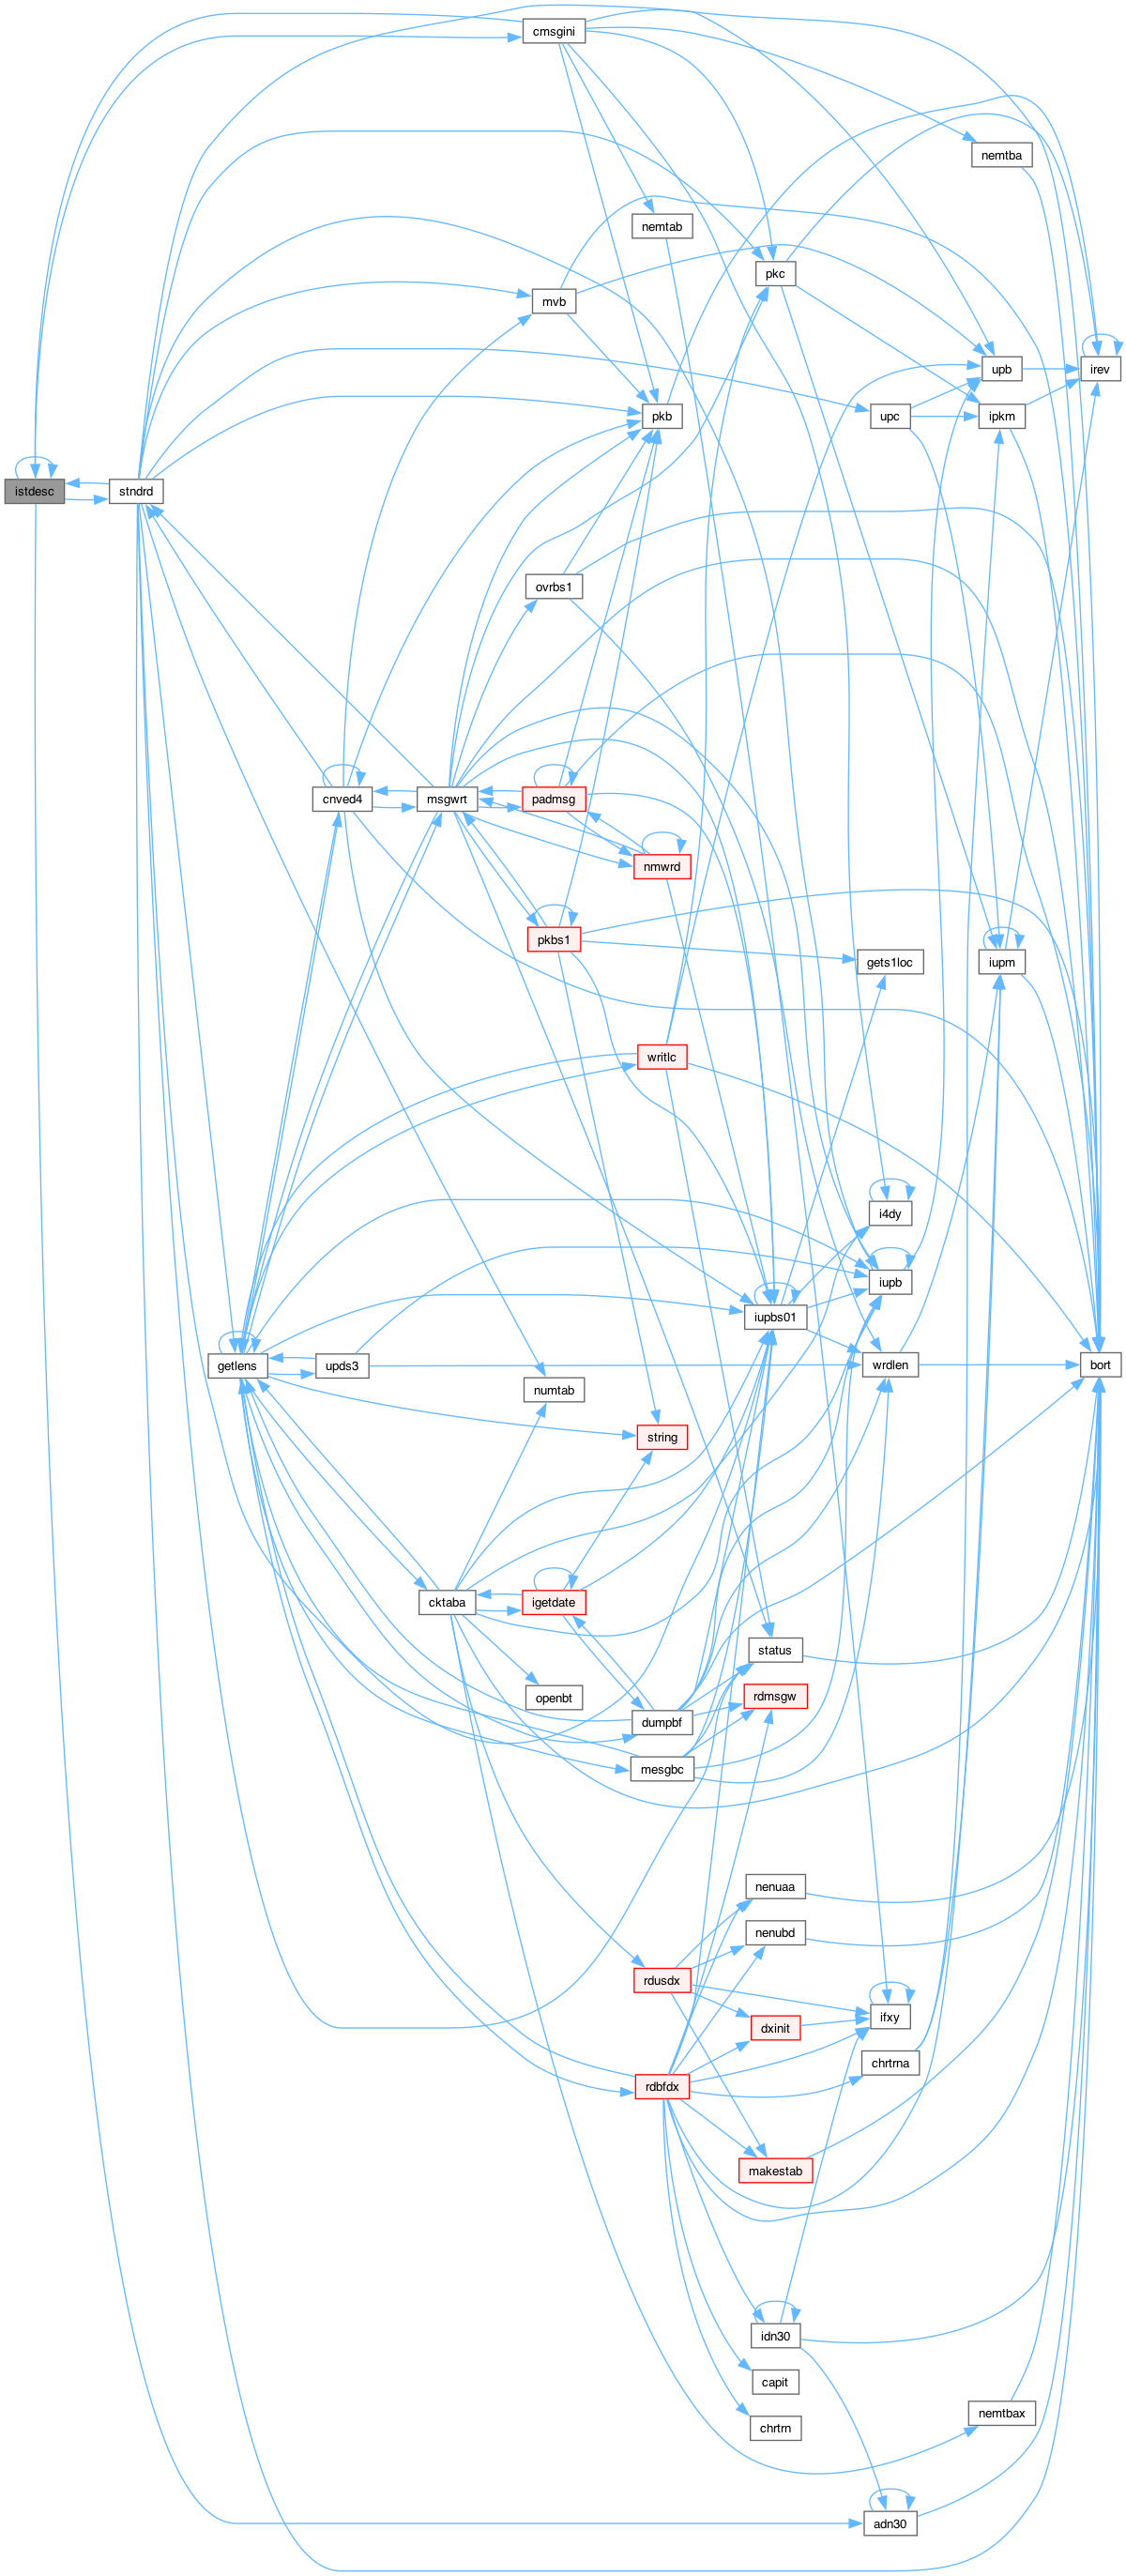 cmsgini
nemtba
nemtab
pkc
mvb
upb
irev
pkb
upc
ipkm
istdesc
stndrd
ovrbs1
cnved4
msgwrt
padmsg
nmwrd
pkbs1
gets1loc
iupm
writlc
i4dy
iupb
iupbs01
getlens
upds3
wrdlen
bort
numtab
string
cktaba
igetdate
status
openbt
rdmsgw
dumpbf
mesgbc
nenuaa
nenubd
rdusdx
ifxy
dxinit
chrtrna
rdbfdx
makestab
idn30
capit
nemtbax
chrtrn
adn30